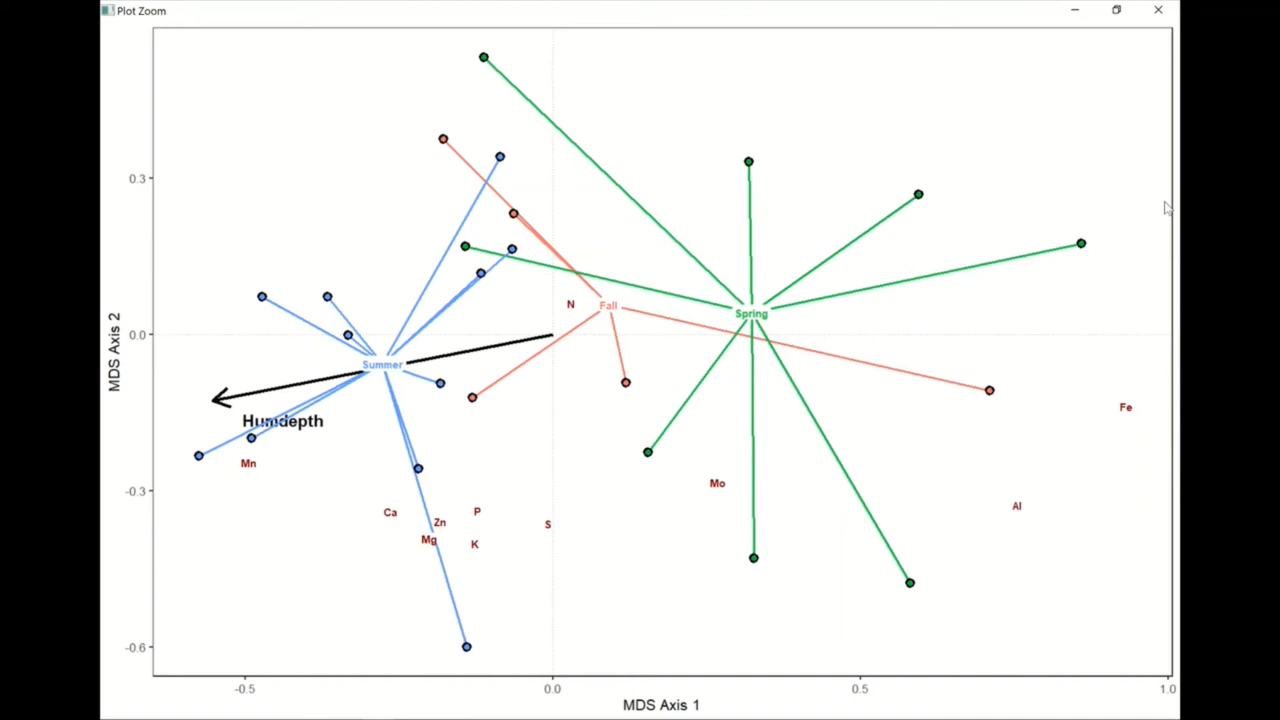 Plot Zoom
0.3
N
Fall
Spring
0.0
MDS Axis 2
Summer
Fe
Humdepth
Mn
Mo
-0.3
Al
Ca
P
Zn
S
Mg
K
-0.6
-0.5
0.0
0.5
1.0
MDS Axis 1